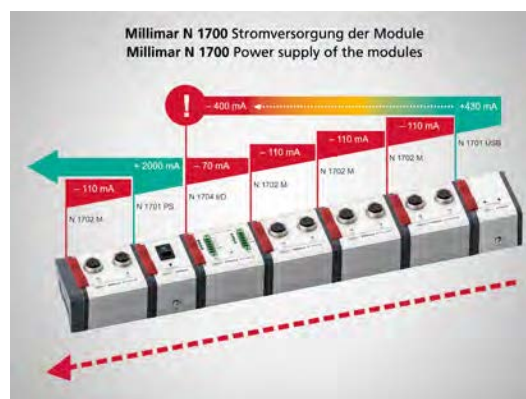 Millimar N 1700 Stromversorgung der Module
Millimar N 1700 Power supply of the modules
!
– 400 mA
+430 mA
– 110 mA
– 110 mA
– 110 mA
– 70 mA
+ 2000 mA
– 110 mA
N 1702 M
N 1701 PS
N 1704 I/O
N 1702 M
N 1702 M
N 1702 M
N 1701 USB